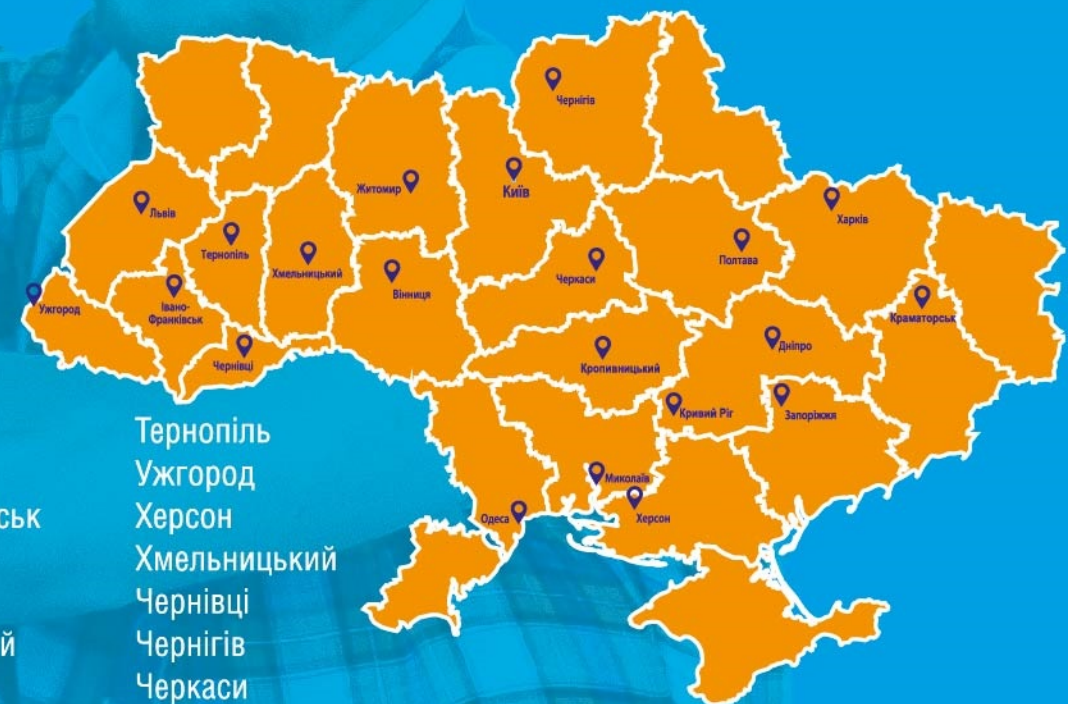 Чернігів
Житомир
Київ
Львів
Харків
Тернопіль
Хмельницький
Полтава
Черкаси
Вінниця
Ужгород
Івано-
Франківськ
Краматорськ
Чернівці
Дніпро
Кропивницький
Кривий Ріг
Запоріжжя
Миколаїв
Херсон
Одеса
Тернопіль
Ужгород
ськ Херсон
Хмельницький
Чернівці
й Чернігів
Черкаси